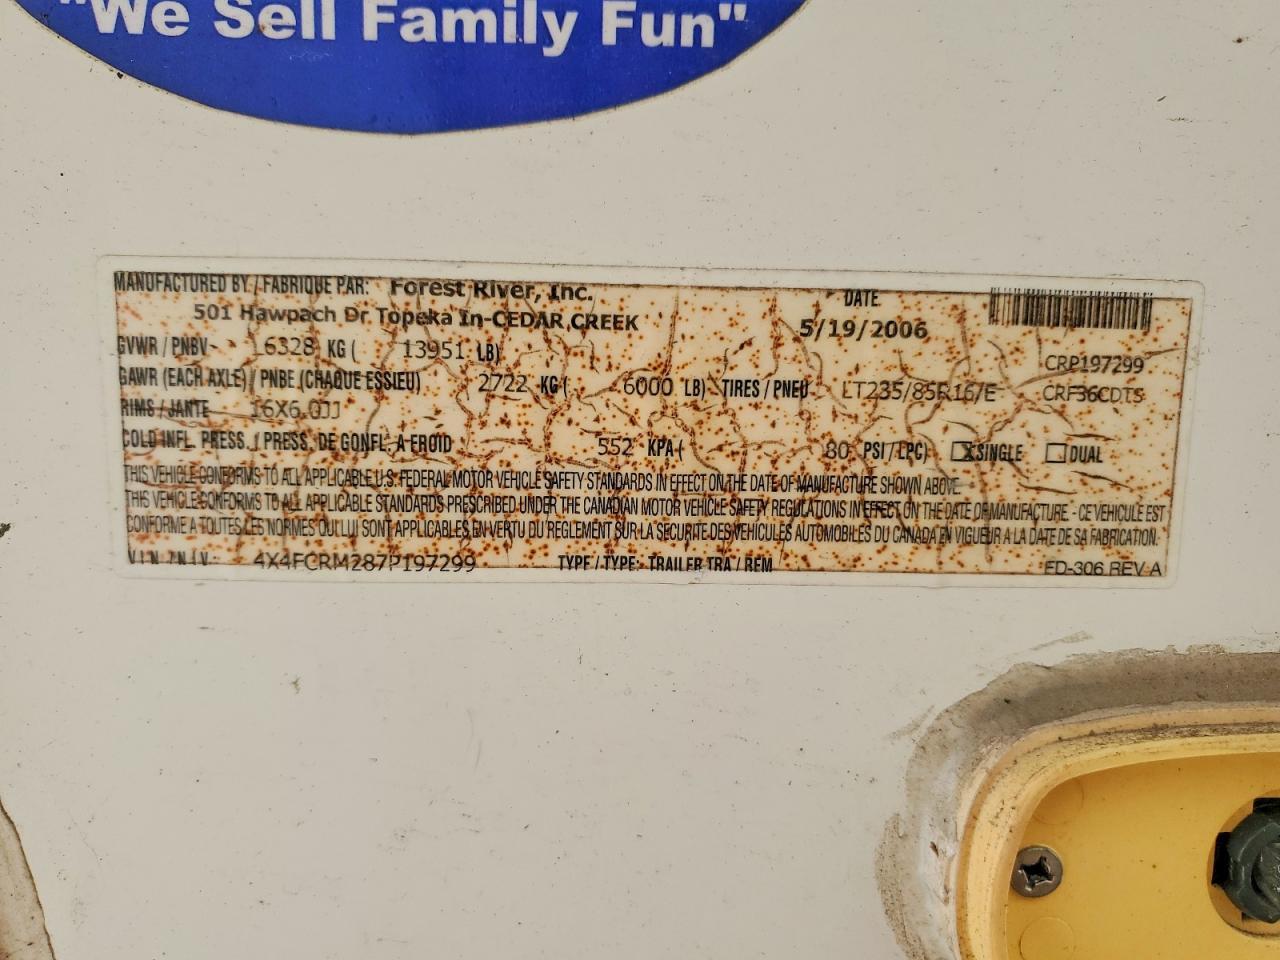 "We Sell Family Fun"
MANUFACTURED BY / FABRIQUE PAR: Forest River, Inc.
501 Hawpach Dr Topeka In-CEDAR CREEK
DATE
5/19/2006
GVWR / PNBV 6328 KG ( 13951 LB)
CRP197299
GAWR (EACH AXLE) / PNBE (CHAQUE ESSIEU) 2722 KG ( 6000 LB) TIRES / PNEU LT235/85R16/E CRF36CDTS
RIMS / JANTE 16X6.0JJ
COLD INFL. PRESS. / PRESS. DE GONFL. A FROID 552 KPA ( 80 PSI / LPC) X SINGLE DUAL
THIS VEHICLE CONFORMS TO ALL APPLICABLE U.S. FEDERAL MOTOR VEHICLE SAFETY STANDARDS IN EFFECT ON THE DATE OF MANUFACTURE SHOWN ABOVE.
THIS VEHICLE CONFORMS TO ALL APPLICABLE STANDARDS PRESCRIBED UNDER THE CANADIAN MOTOR VEHICLE SAFETY REGULATIONS IN EFFECT ON THE DATE OF MANUFACTURE - CE VEHICULE EST
CONFORME A TOUTES LES NORMES QUI LUI SONT APPLICABLES EN VERTU DU REGLEMENT SUR LA SECURITE DES VEHICULES AUTOMOBILES DU CANADA EN VIGUEUR A LA DATE DE SA FABRICATION.
V I N / N I V : 4X4FCRM287P197299 TYPE / TYPE: TRAILER TRA / REM FD-306 REV A